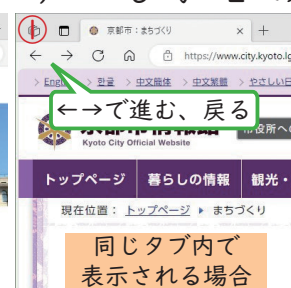 京都市：まちづくり
https://www.city.kyoto.lg
English > 한글 > 中文簡体 > 中文繁體 > やさしい日
←→で進む、戻る
京都市情報館
市役所への
Kyoto City Official Website
トップページ 暮らしの情報 観光・
現在位置： トップページ ▶ まちづくり
同じタブ内で
表示される場合